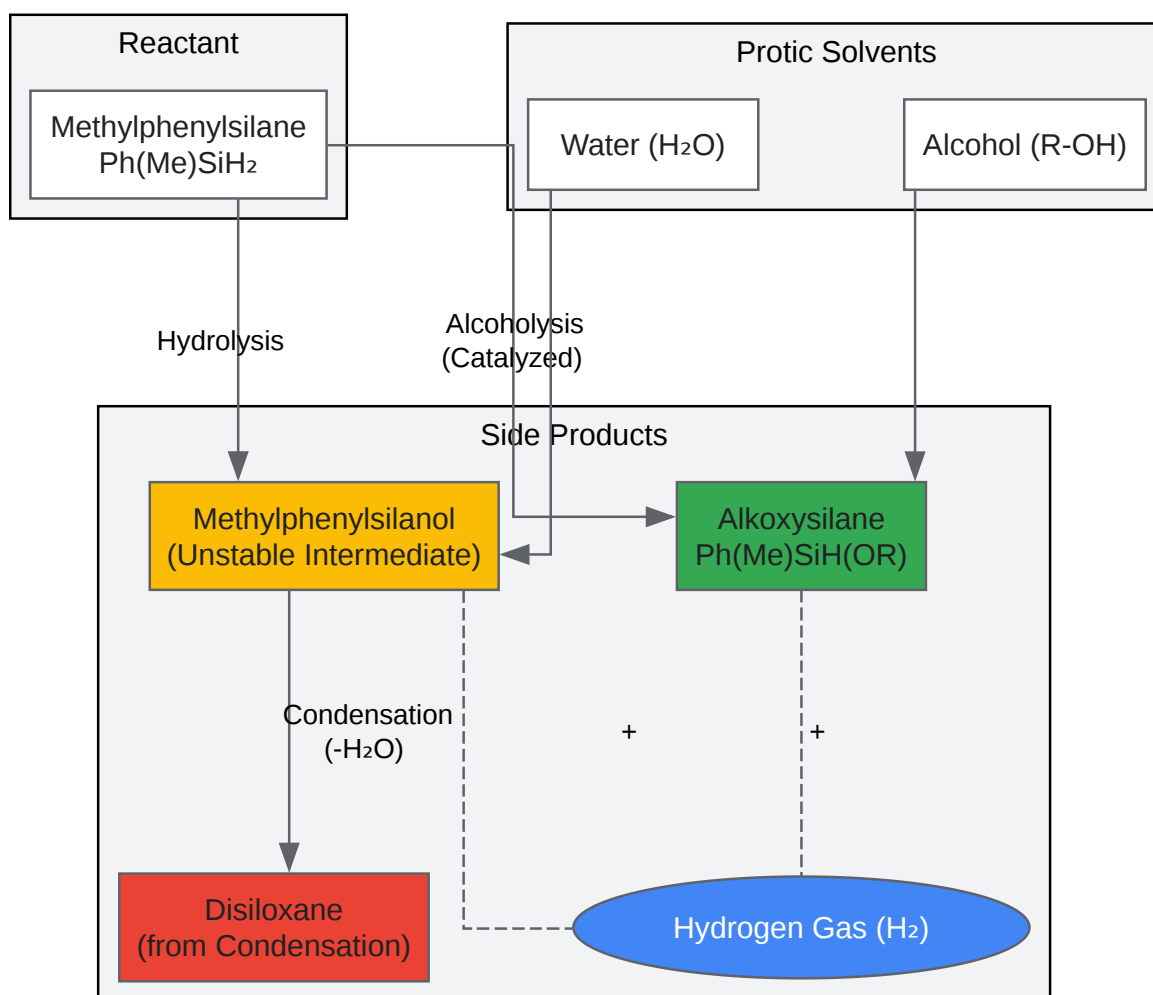 Reactant
Protic Solvents
Methylphenylsilane
Ph(Me)SiH₂
Water (H₂O)
Alcohol (R-OH)
Hydrolysis
Alcoholysis
(Catalyzed)
Side Products
Methylphenylsilanol
(Unstable Intermediate)
Alkoxysilane
Ph(Me)SiH(OR)
Condensation
(-H₂O)
+
+
Disiloxane
(from Condensation)
Hydrogen Gas (H₂)